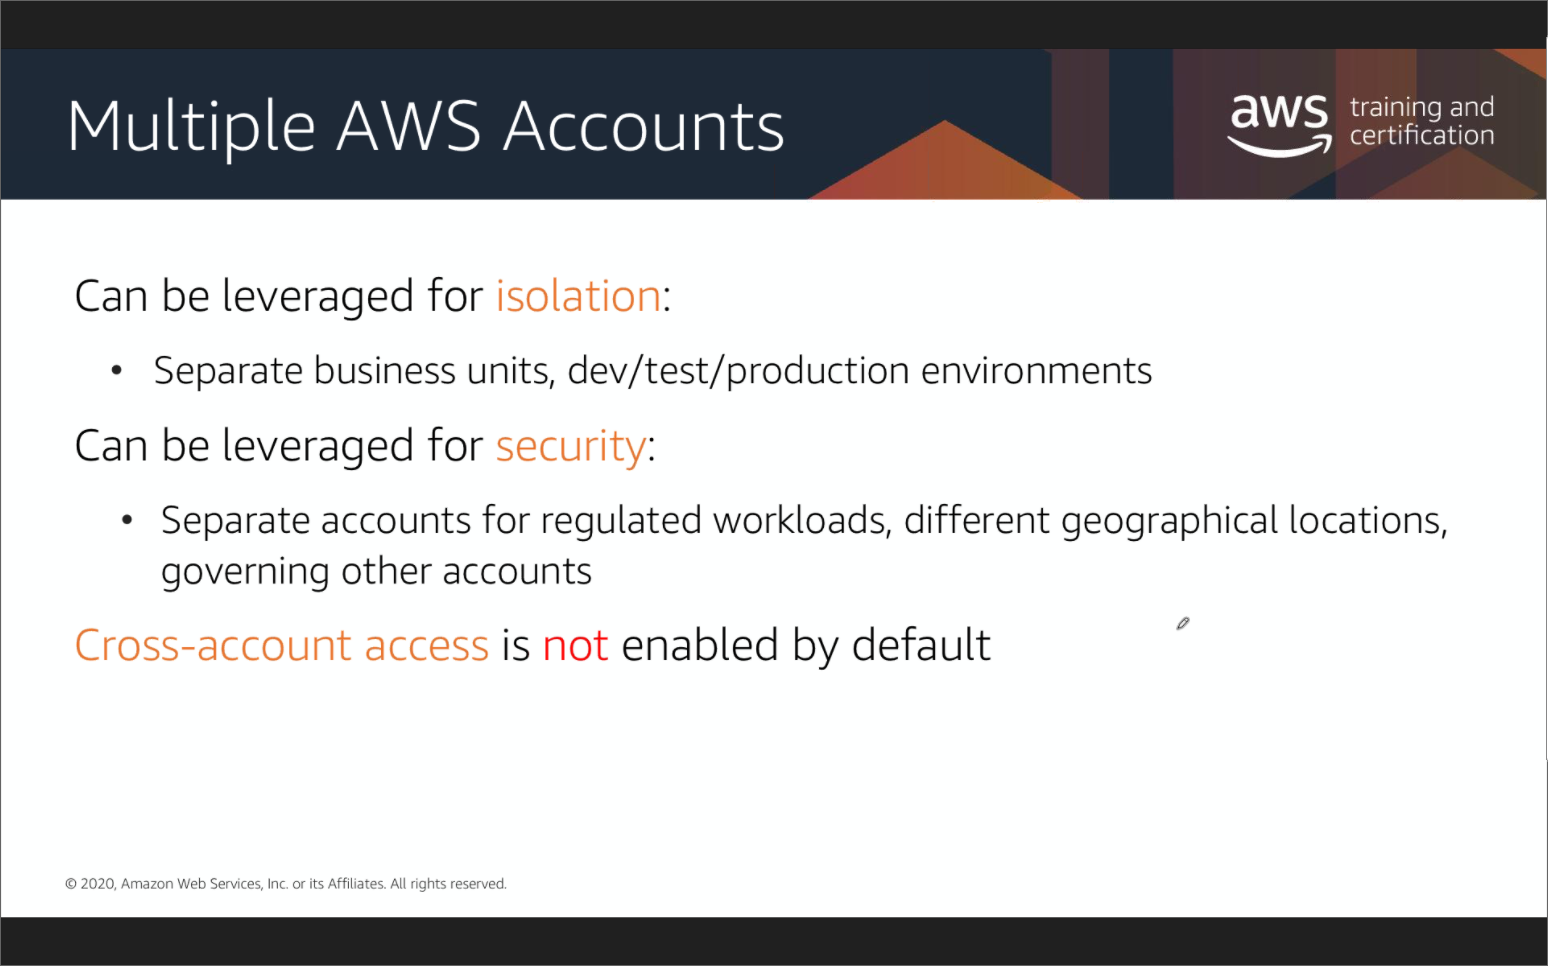 Multiple AWS Accounts
aws training and
certification
Can be leveraged for isolation:
• Separate business units, dev/test/production environments
Can be leveraged for security:
• Separate accounts for regulated workloads, different geographical locations,
governing other accounts
Cross-account access is not enabled by default
© 2020, Amazon Web Services, Inc. or its Affiliates. All rights reserved.